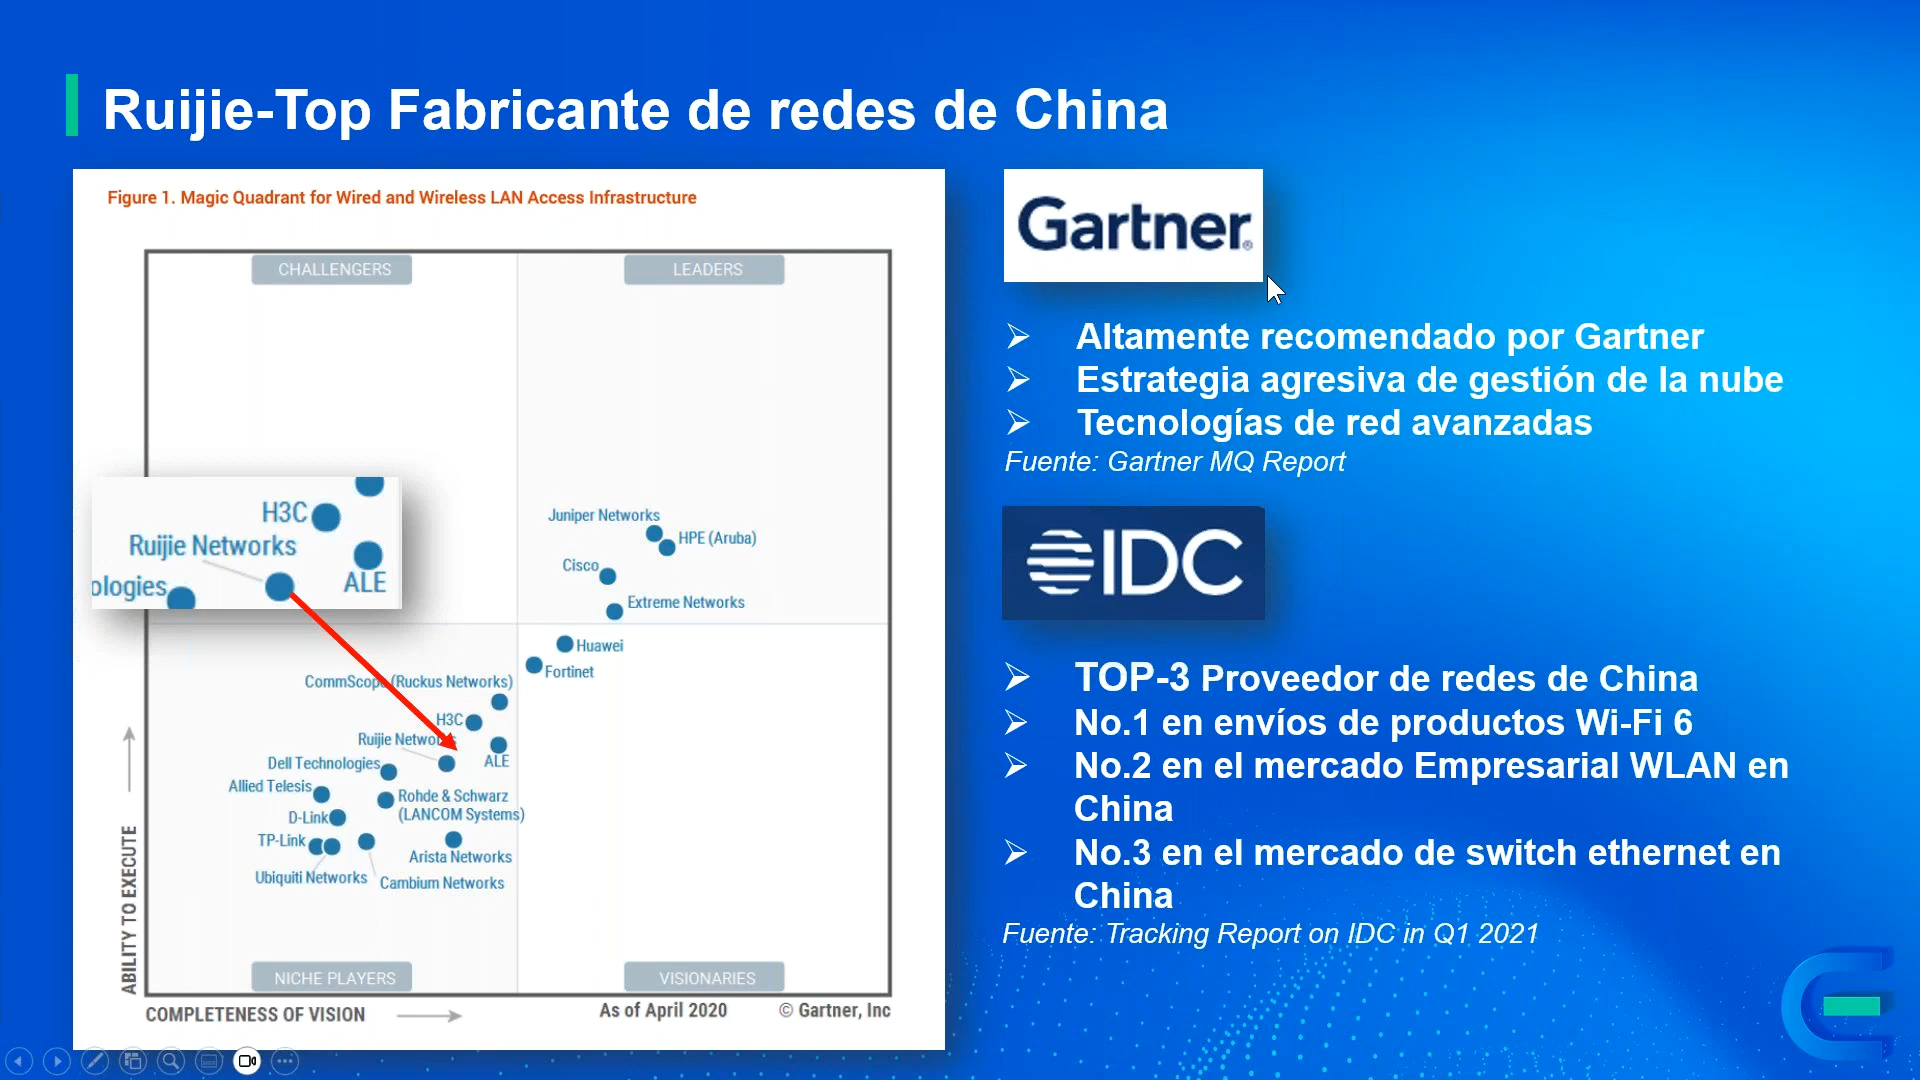 Ruijie-Top Fabricante de redes de China
Figure 1. Magic Quadrant for Wired and Wireless LAN Access Infrastructure
CHALLENGERS
LEADERS
H3C
Ruijie Networks
ologies
ALE
Juniper Networks
HPE (Aruba)
Cisco
Extreme Networks
Huawei
Fortinet
CommScope (Ruckus Networks)
H3C
Ruijie Networks
ALE
Dell Technologies
Allied Telesis
Rohde & Schwarz
(LANCOM Systems)
D-Link
TP-Link
Arista Networks
Ubiquiti Networks
Cambium Networks
NICHE PLAYERS
VISIONARIES
ABILITY TO EXECUTE
COMPLETENESS OF VISION
As of April 2020
© Gartner, Inc
Gartner®
➢ Altamente recomendado por Gartner
➢ Estrategia agresiva de gestión de la nube
➢ Tecnologías de red avanzadas
Fuente: Gartner MQ Report
IDC
➢ TOP-3 Proveedor de redes de China
➢ No.1 en envíos de productos Wi-Fi 6
➢ No.2 en el mercado Empresarial WLAN en
China
➢ No.3 en el mercado de switch ethernet en
China
Fuente: Tracking Report on IDC in Q1 2021